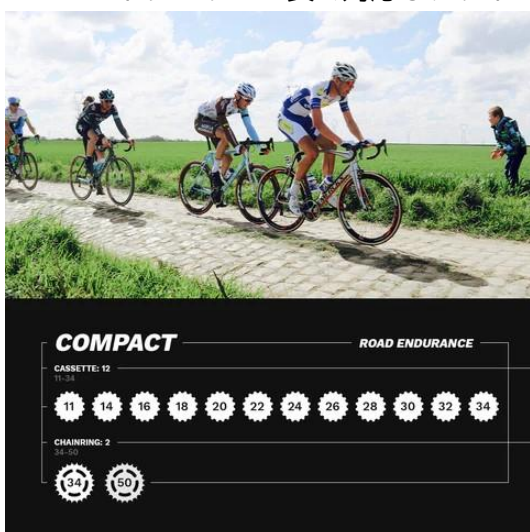 COMPACT
ROAD ENDURANCE
CASSETTE: 12
11-34
11 14 16 18 20 22 24 26 28 30 32 34
CHAINRING: 2
34-50
34 50